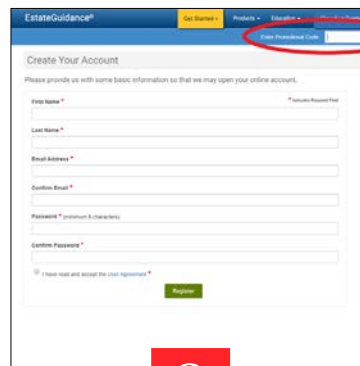 EstateGuidance®
Get Started »
Products
Education
Enter Promotional Code:
Create Your Account
Please provide us with some basic information so that we may open your online account.
* Indicates Required Field
First Name *
Last Name *
Email Address *
Confirm Email *
Password * (minimum 8 characters)
Confirm Password *
I have read and accept the User Agreement *
Register